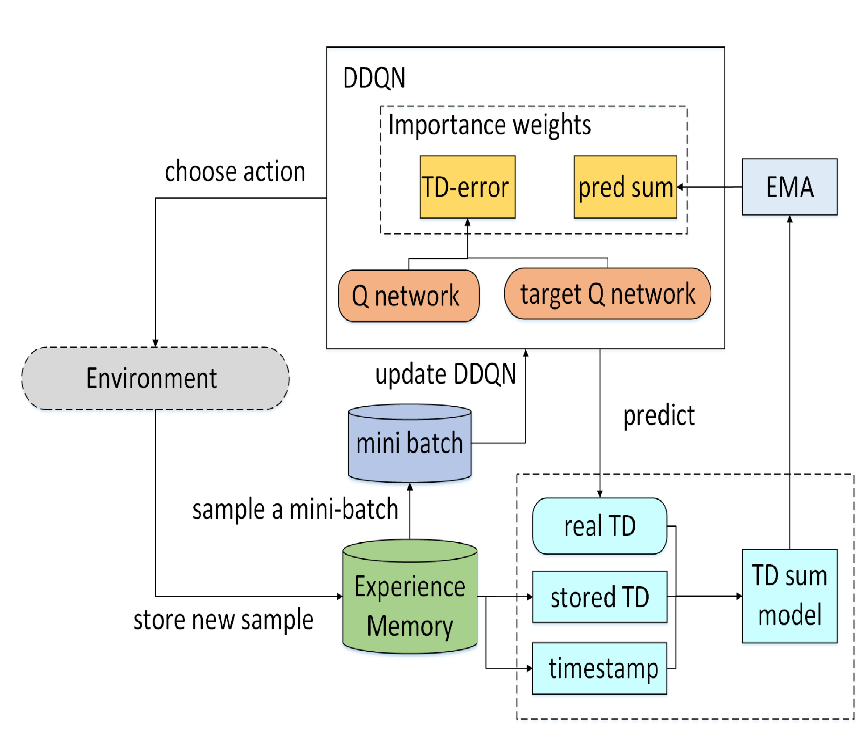 DDQN
Importance weights
choose action
TD-error
pred sum
EMA
Q network
target Q network
Environment
update DDQN
predict
mini batch
sample a mini-batch
real TD
Experience
Memory
stored TD
TD sum
model
store new sample
timestamp